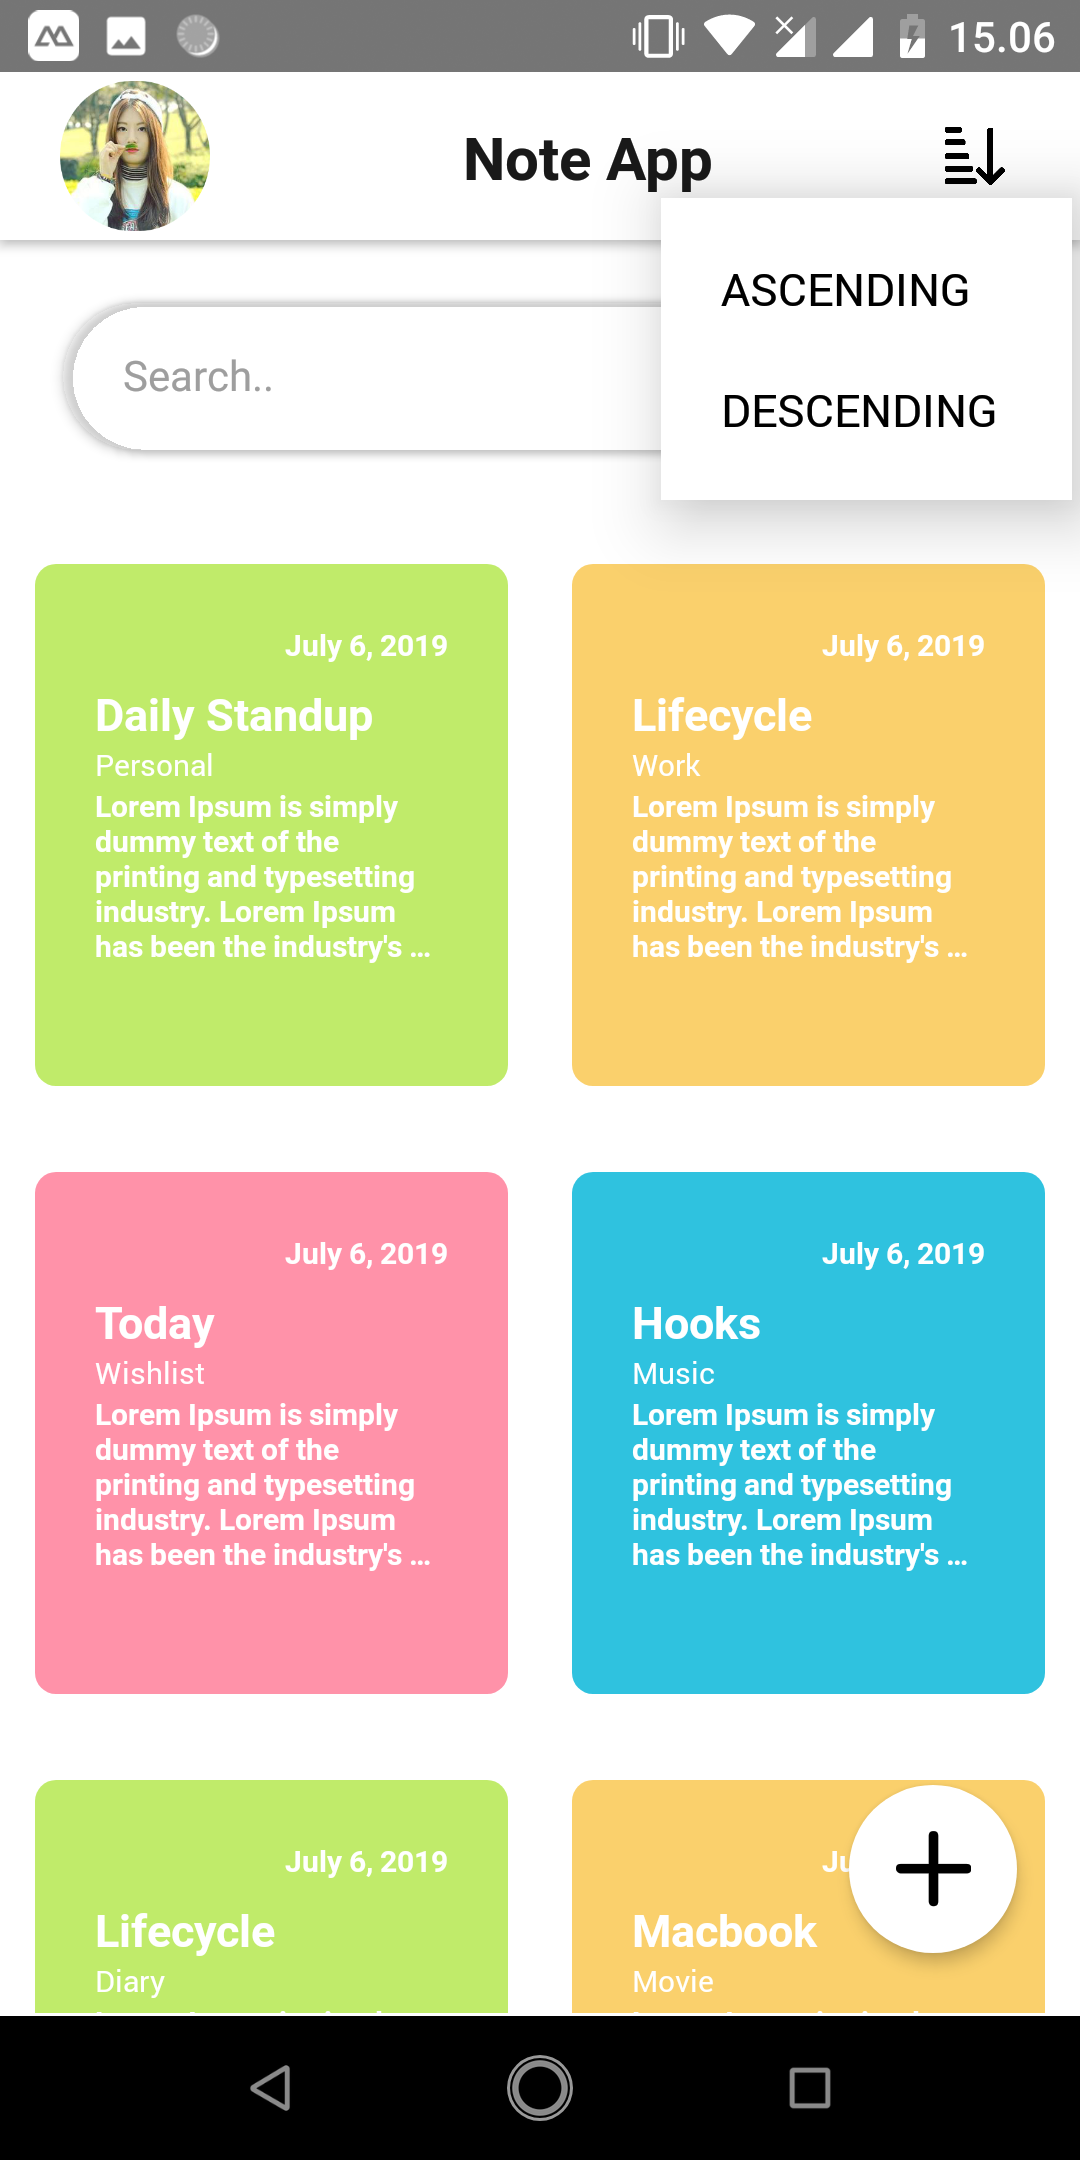 15.06
Note App
ASCENDING
DESCENDING
Search..
July 6, 2019
Daily Standup
Personal
Lorem Ipsum is simply
dummy text of the
printing and typesetting
industry. Lorem Ipsum
has been the industry's ...
July 6, 2019
Lifecycle
Work
Lorem Ipsum is simply
dummy text of the
printing and typesetting
industry. Lorem Ipsum
has been the industry's ...
July 6, 2019
Today
Wishlist
Lorem Ipsum is simply
dummy text of the
printing and typesetting
industry. Lorem Ipsum
has been the industry's ...
July 6, 2019
Hooks
Music
Lorem Ipsum is simply
dummy text of the
printing and typesetting
industry. Lorem Ipsum
has been the industry's ...
July 6, 2019
Lifecycle
Diary
Macbook
Movie